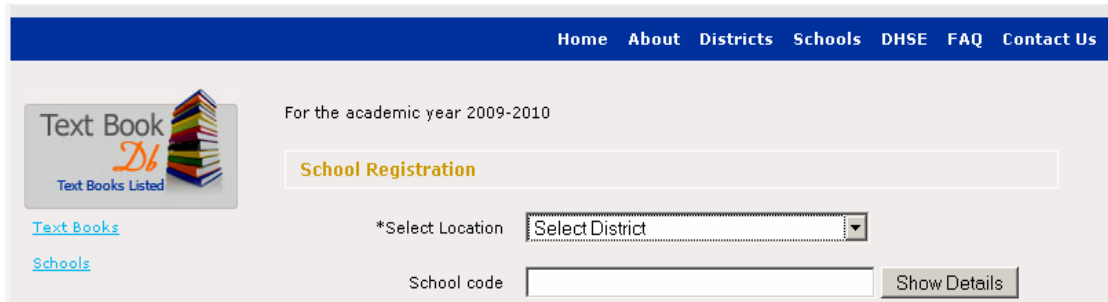 Home About Districts Schools DHSE FAQ Contact Us
Text Book
Db
Text Books Listed
Text Books
Schools
For the academic year 2009-2010
School Registration
*Select Location Select District
School code Show Details